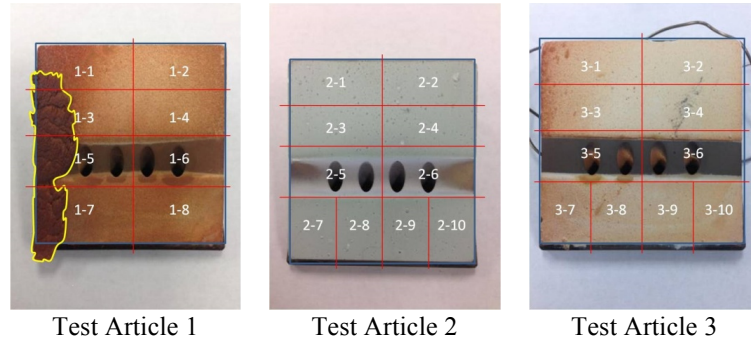 1-1 1-2 2-1 2-2 3-1 3-2
1-3 1-4 2-3 2-4 3-3 3-4
1-5 1-6 2-5 2-6 3-5 3-6
1-7 1-8 2-7 2-8 2-9 2-10 3-7 3-8 3-9 3-10
Test Article 1 Test Article 2 Test Article 3